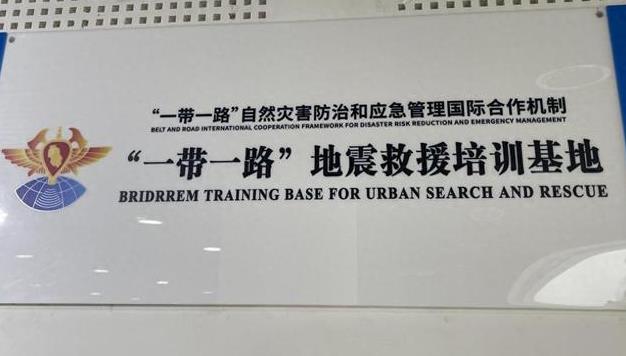 “一带一路”自然灾害防治和应急管理国际合作机制
BELT AND ROAD INTERNATIONAL COOPERATION FRAMEWORK FOR DISASTER RISK REDUCTION AND EMERGENCY MANAGEMENT
“一带一路”地震救援培训基地
BRIDRREM TRAINING BASE FOR URBAN SEARCH AND RESCUE